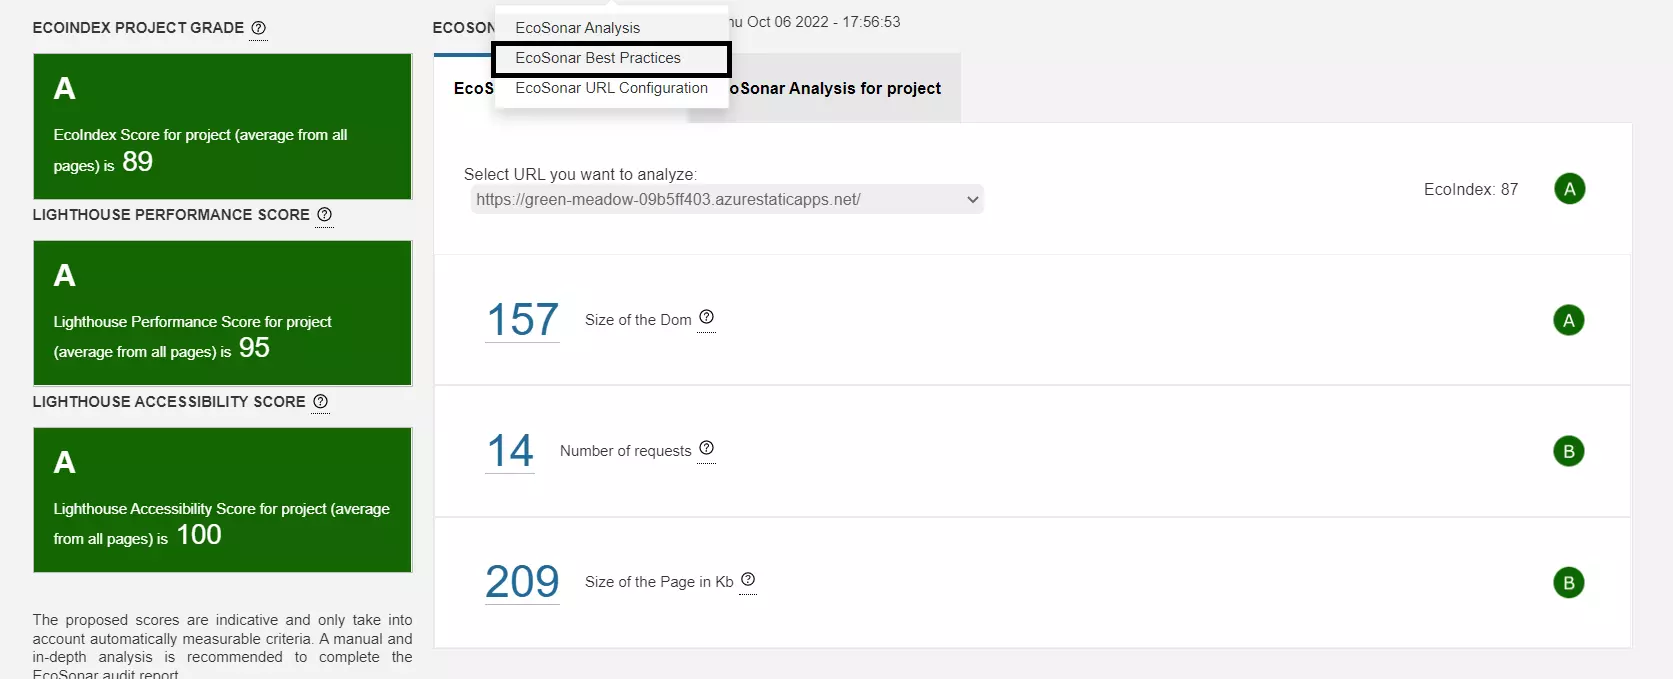 ECOINDEX PROJECT GRADE
A
EcoIndex Score for project (average from all
pages) is 89
LIGHTHOUSE PERFORMANCE SCORE
A
Lighthouse Performance Score for project
(average from all pages) is 95
LIGHTHOUSE ACCESSIBILITY SCORE
A
Lighthouse Accessibility Score for project (average
from all pages) is 100
The proposed scores are indicative and only take into
account automatically measurable criteria. A manual and
in-depth analysis is recommended to complete the
EcoSonar audit report
EcoSonar Analysis
EcoSonar Best Practices
EcoSonar URL Configuration
Oct 06 2022 - 17:56:53
Analysis for project
Select URL you want to analyze:
https://green-meadow-09b5ff403.azurestaticapps.net/
EcoIndex: 87
A
157 Size of the Dom
A
14 Number of requests
B
209 Size of the Page in Kb
B